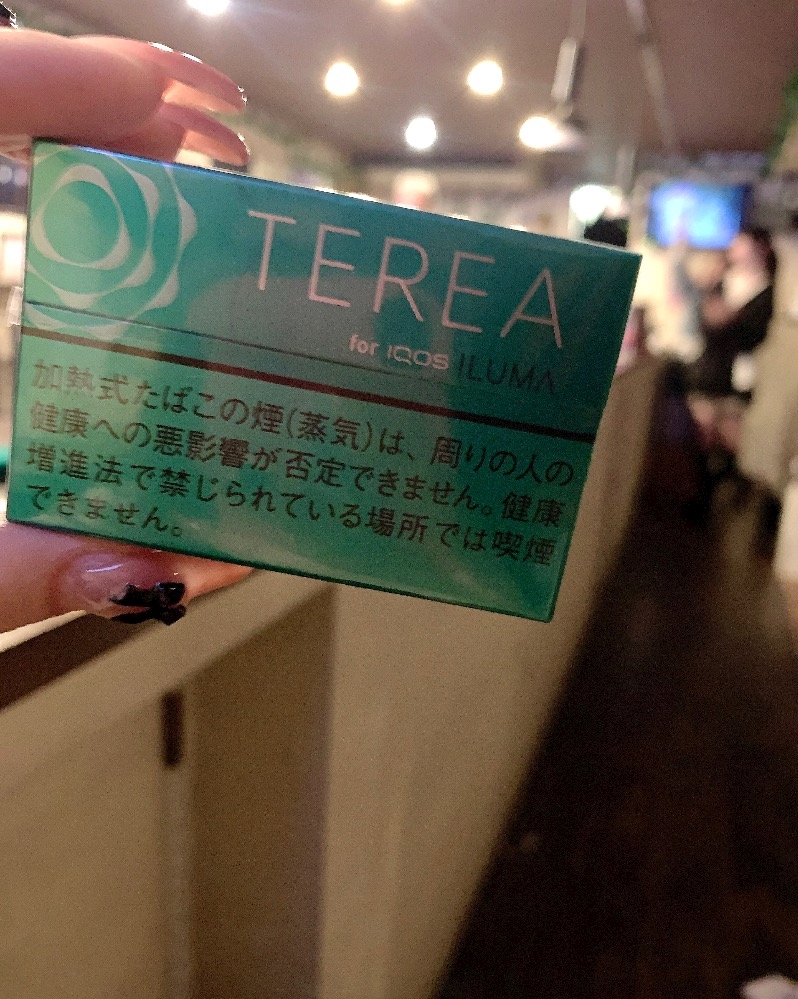 TEREA
for IQOS ILUMA
加熱式たばこの煙(蒸気)は、周りの人の
健康への悪影響が否定できません。健康
増進法で禁じられている場所では喫煙
できません。